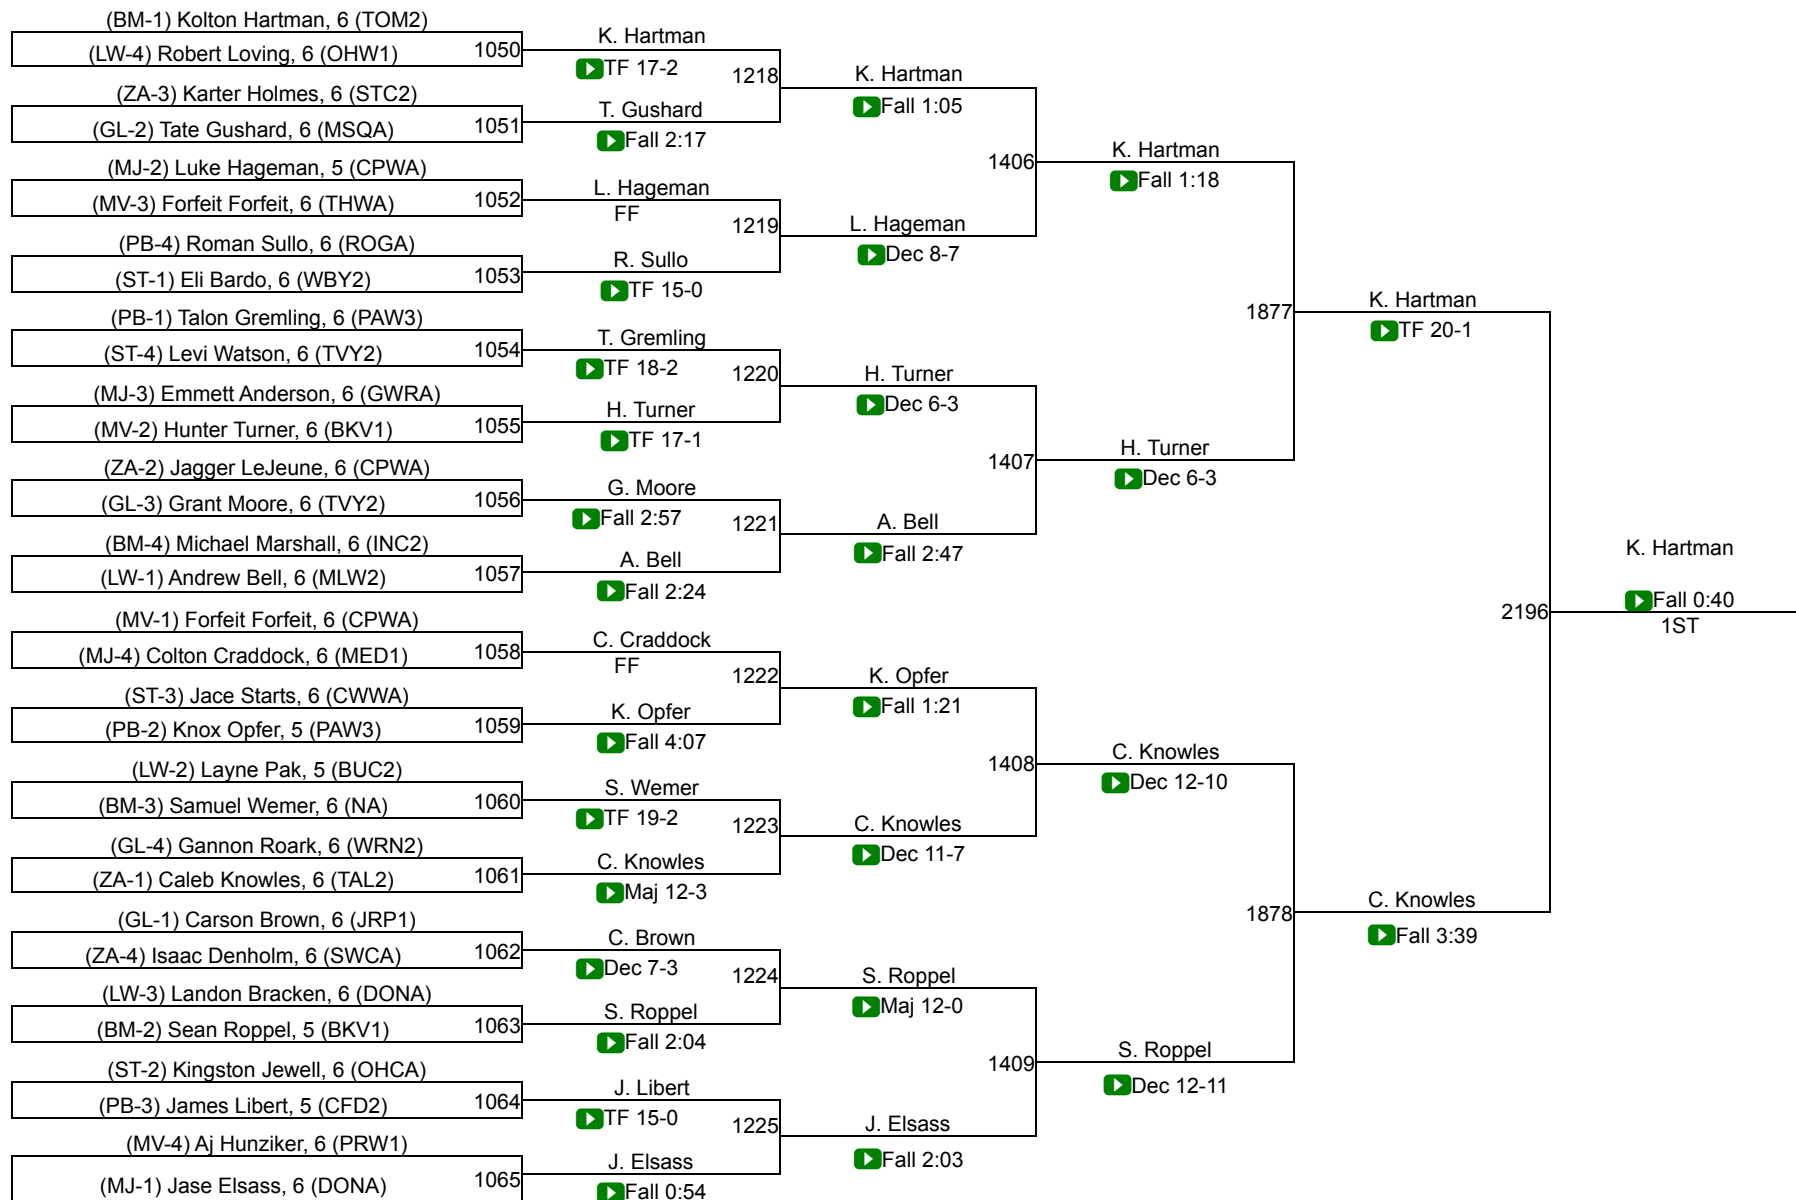 (BM-1) Kolton Hartman, 6 (TOM2)
(LW-4) Robert Loving, 6 (OHW1)
1050
(ZA-3) Karter Holmes, 6 (STC2)
(GL-2) Tate Gushard, 6 (MSQA)
1051
(MJ-2) Luke Hageman, 5 (CPWA)
(MV-3) Forfeit Forfeit, 6 (THWA)
1052
(PB-4) Roman Sullo, 6 (ROGA)
(ST-1) Eli Bardo, 6 (WBY2)
1053
(PB-1) Talon Gremling, 6 (PAW3)
(ST-4) Levi Watson, 6 (TVY2)
1054
(MJ-3) Emmett Anderson, 6 (GWRA)
(MV-2) Hunter Turner, 6 (BKV1)
1055
(ZA-2) Jagger LeJeune, 6 (CPWA)
(GL-3) Grant Moore, 6 (TVY2)
1056
(BM-4) Michael Marshall, 6 (INC2)
(LW-1) Andrew Bell, 6 (MLW2)
1057
(MV-1) Forfeit Forfeit, 6 (CPWA)
(MJ-4) Colton Craddock, 6 (MED1)
1058
(ST-3) Jace Starts, 6 (CWWA)
(PB-2) Knox Opfer, 5 (PAW3)
1059
(LW-2) Layne Pak, 5 (BUC2)
(BM-3) Samuel Wemer, 6 (NA)
1060
(GL-4) Gannon Roark, 6 (WRN2)
(ZA-1) Caleb Knowles, 6 (TAL2)
1061
(GL-1) Carson Brown, 6 (JRP1)
(ZA-4) Isaac Denholm, 6 (SWCA)
1062
(LW-3) Landon Bracken, 6 (DONA)
(BM-2) Sean Roppel, 5 (BKV1)
1063
(ST-2) Kingston Jewell, 6 (OHCA)
(PB-3) James Libert, 5 (CFD2)
1064
(MV-4) Aj Hunziker, 6 (PRW1)
(MJ-1) Jase Elsass, 6 (DONA)
1065
K. Hartman
TF 17-2
1218
T. Gushard
Fall 2:17
L. Hageman
FF
1219
R. Sullo
TF 15-0
T. Gremling
TF 18-2
1220
H. Turner
TF 17-1
G. Moore
Fall 2:57
1221
A. Bell
Fall 2:24
C. Craddock
FF
1222
K. Opfer
Fall 4:07
S. Wemer
TF 19-2
1223
C. Knowles
Maj 12-3
C. Brown
Dec 7-3
1224
S. Roppel
Fall 2:04
J. Libert
TF 15-0
1225
J. Elsass
Fall 0:54
K. Hartman
Fall 1:05
1406
L. Hageman
Dec 8-7
H. Turner
Dec 6-3
1407
A. Bell
Fall 2:47
K. Opfer
Fall 1:21
1408
C. Knowles
Dec 11-7
S. Roppel
Maj 12-0
1409
J. Elsass
Fall 2:03
K. Hartman
Fall 1:18
1877
H. Turner
Dec 6-3
C. Knowles
Dec 12-10
1878
S. Roppel
Dec 12-11
K. Hartman
TF 20-1
2196
C. Knowles
Fall 3:39
K. Hartman
Fall 0:40
1ST